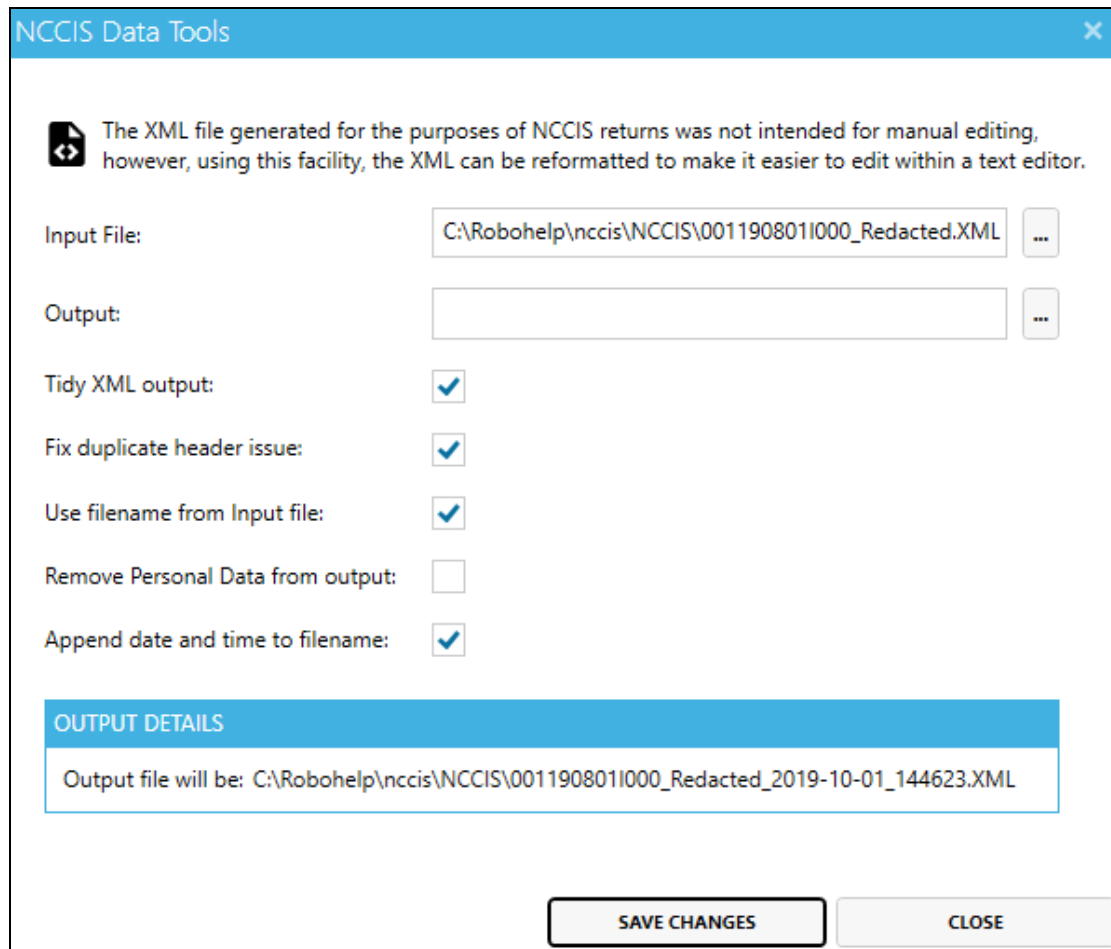 NCCIS Data Tools
The XML file generated for the purposes of NCCIS returns was not intended for manual editing,
however, using this facility, the XML can be reformatted to make it easier to edit within a text editor.
Input File:
C:\Robohelp\nccis\NCCIS\001190801I000_Redacted.XML
...
Output:
...
Tidy XML output:
Fix duplicate header issue:
Use filename from Input file:
Remove Personal Data from output:
Append date and time to filename:
OUTPUT DETAILS
Output file will be: C:\Robohelp\nccis\NCCIS\001190801I000_Redacted_2019-10-01_144623.XML
SAVE CHANGES
CLOSE